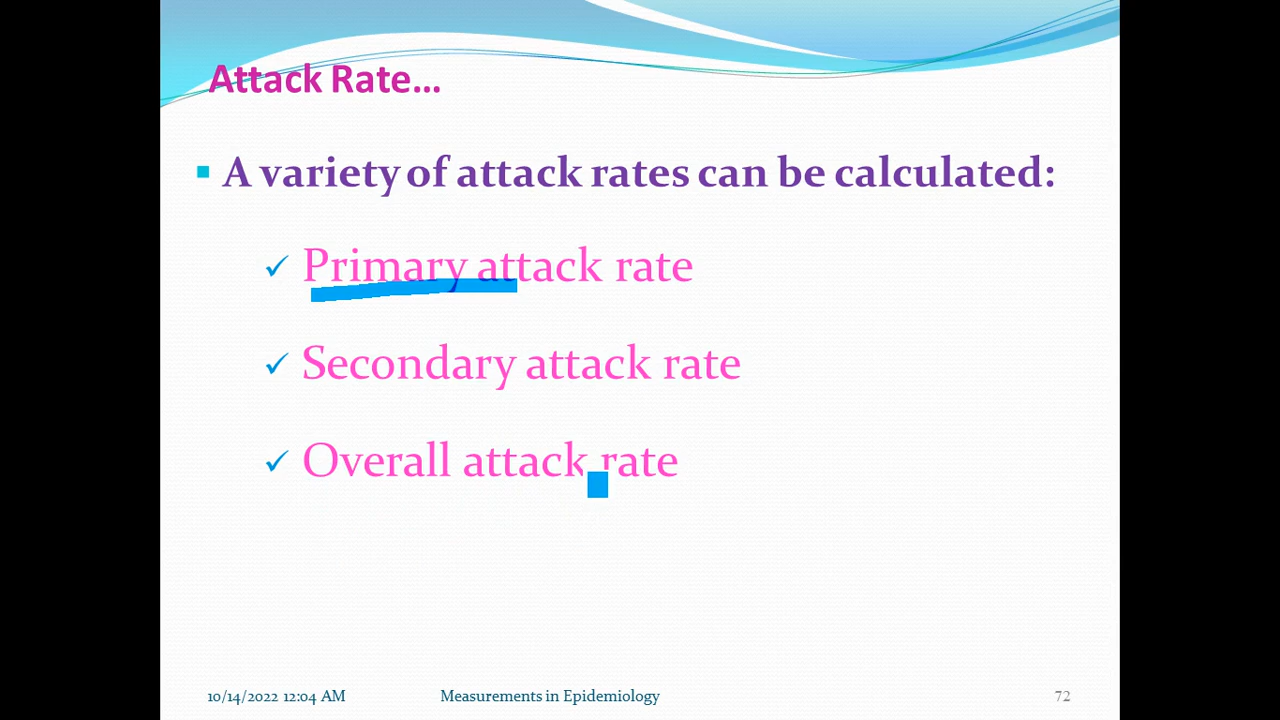 Attack Rate...
A variety of attack rates can be calculated:
Primary attack rate
Secondary attack rate
Overall attack rate
10/14/2022 12:04 AM Measurements in Epidemiology 72